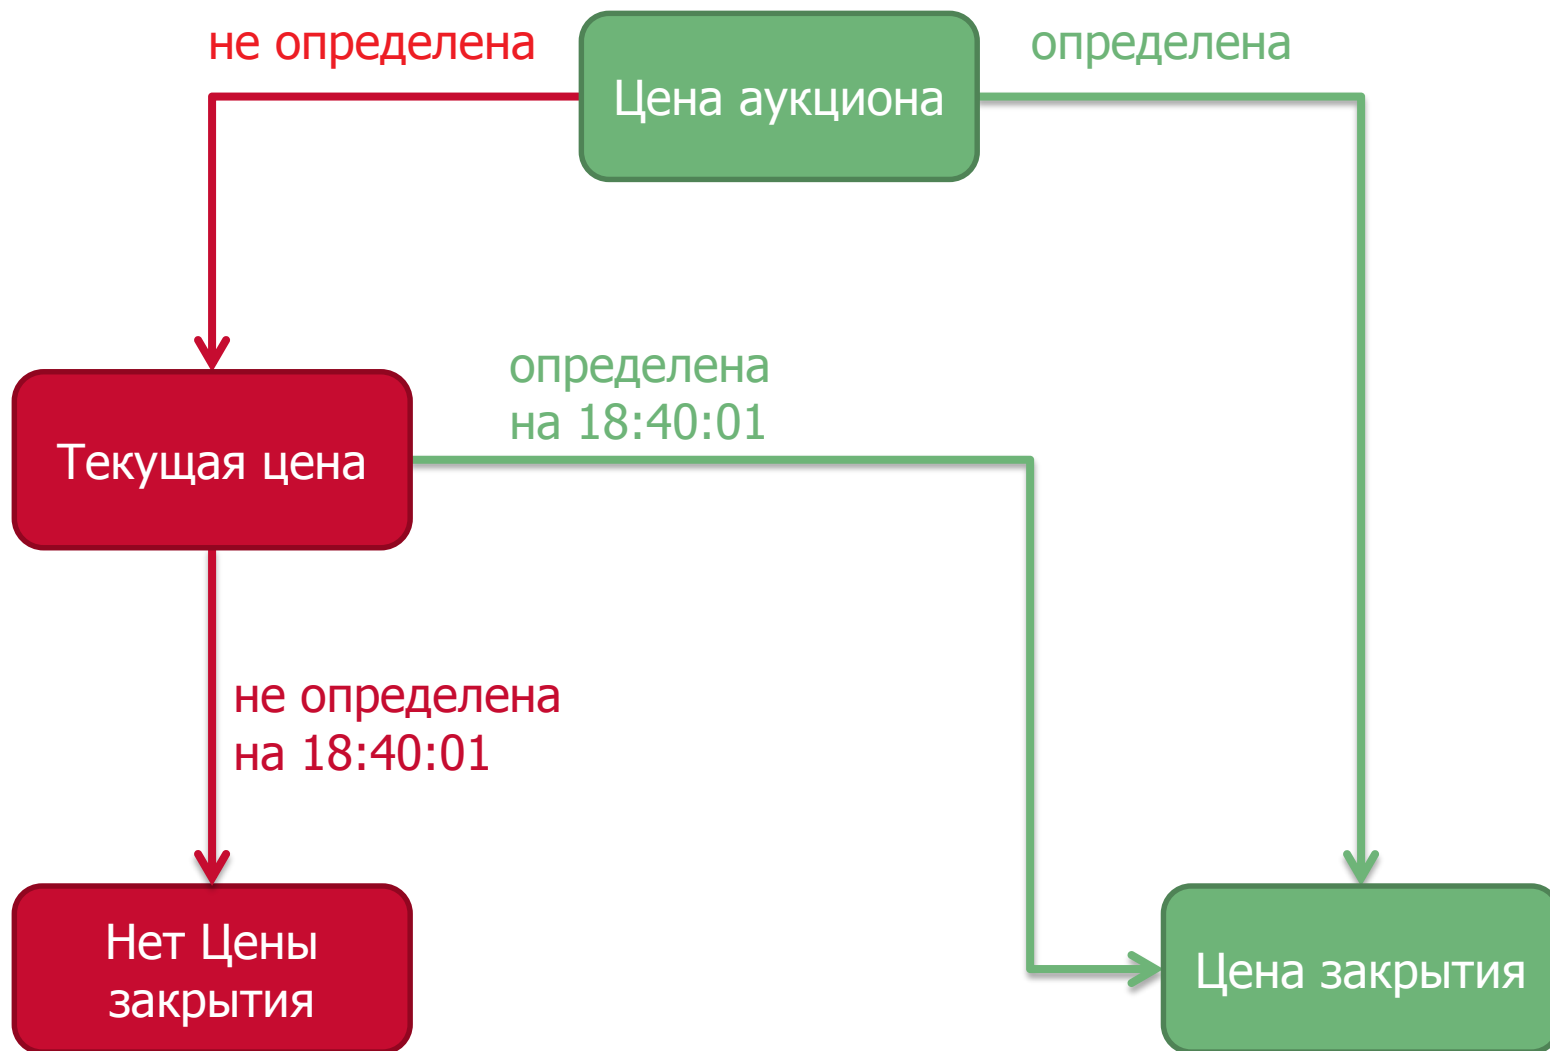 не определена
Цена аукциона
определена
определена
на 18:40:01
Текущая цена
не определена
на 18:40:01
Нет Цены
закрытия
Цена закрытия